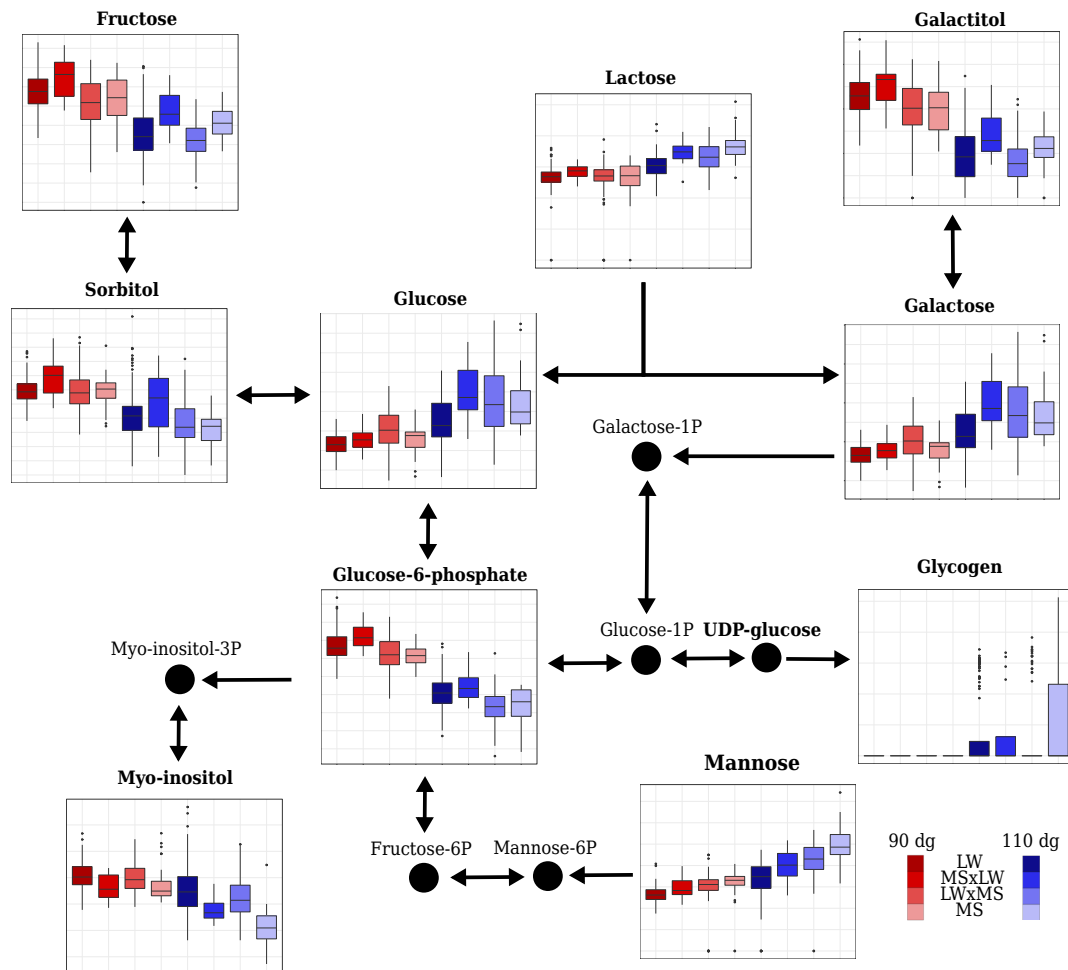 Fructose
Galactitol
Lactose
Sorbitol
Glucose
Galactose
Galactose-1P
Glucose-6-phosphate
Glycogen
Myo-inositol-3P
Glucose-1P
UDP-glucose
Myo-inositol
Mannose
Fructose-6P
Mannose-6P
90 dg
110 dg
LW
MSxLW
LWxMS
MS